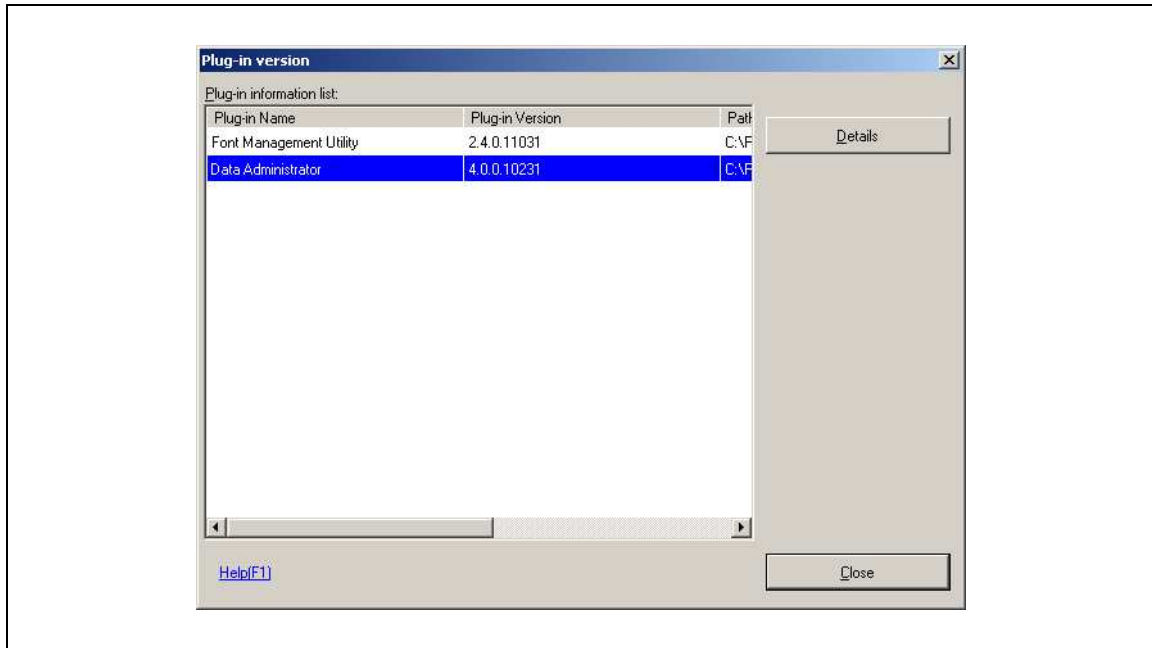 Plug-in version
Plug-in information list:
Plug-in Name Plug-in Version Path
Font Management Utility 2.4.0.11031 C:\F
Data Administrator 4.0.0.10231 C:\F
Details
Help(F1)
Close